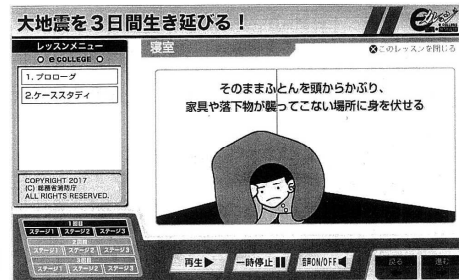 大地震を3日間生き延びる!
レッスンメニュー
e COLLEGE
1. プロローグ
2.ケーススタディ
COPYRIGHT 2017
(C) 総務省消防庁
ALL RIGHTS RESERVED.
1日目
ステージ1 ステージ2 ステージ3
2日目
ステージ1 ステージ2 ステージ3
3日目
ステージ1 ステージ2 ステージ3
寝室
このレッスンを閉じる
そのままふとんを頭からかぶり、
家具や落下物が襲ってこない場所に身を伏せる
再生
一時停止
音声ON/OFF
戻る
進む